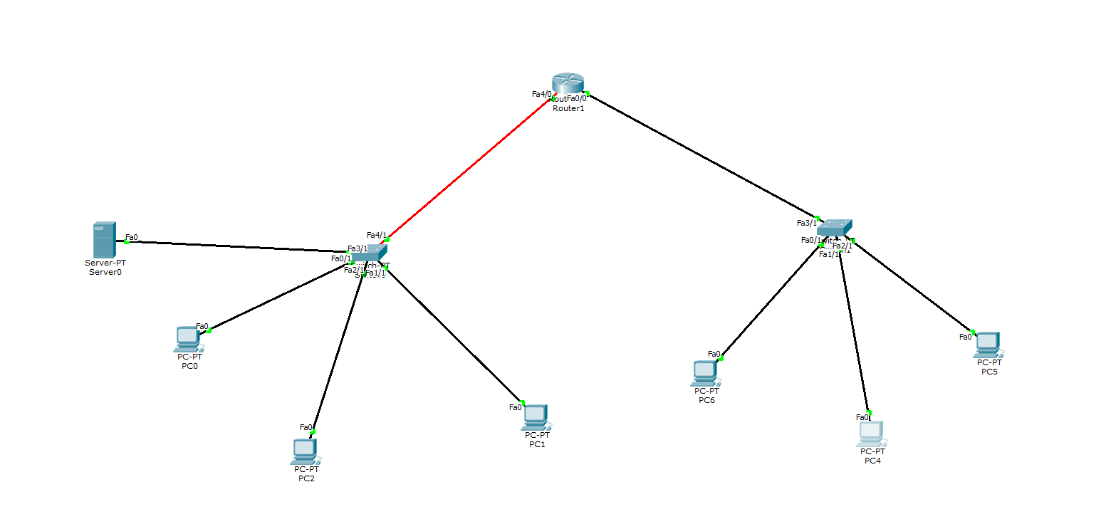 Fa4/0
Fa0/0
Router1
Fa4/1
Fa3/1
Fa0/1
Fa2/1
Fa1/1
Fa3/1
Fa0/1
Fa2/1
Fa1/1
Fa0
Server-PT
Server0
Fa0
PC-PT
PC0
Fa0
PC-PT
PC2
Fa0
PC-PT
PC1
Fa0
PC-PT
PC6
Fa0
PC-PT
PC4
Fa0
PC-PT
PC5